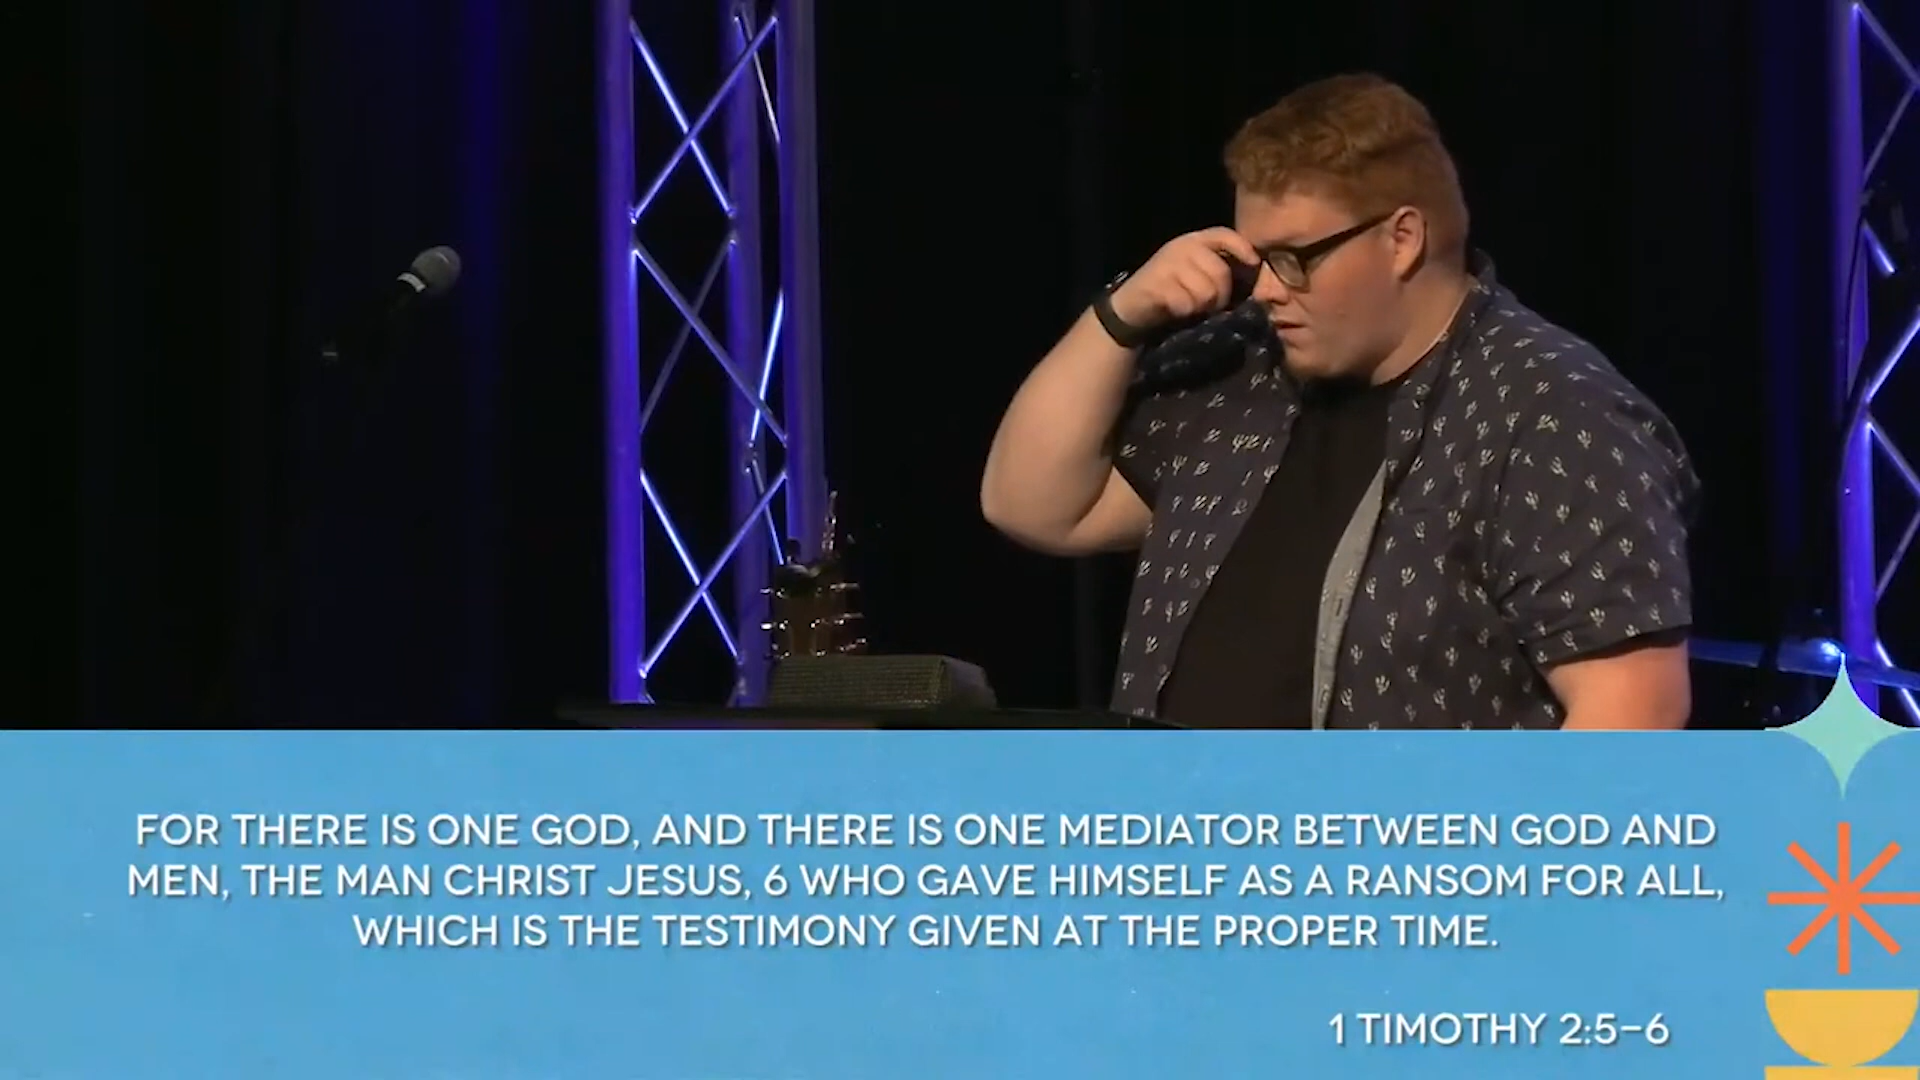 FOR THERE IS ONE GOD, AND THERE IS ONE MEDIATOR BETWEEN GOD AND
MEN, THE MAN CHRIST JESUS, 6 WHO GAVE HIMSELF AS A RANSOM FOR ALL,
WHICH IS THE TESTIMONY GIVEN AT THE PROPER TIME.
1 TIMOTHY 2:5–6